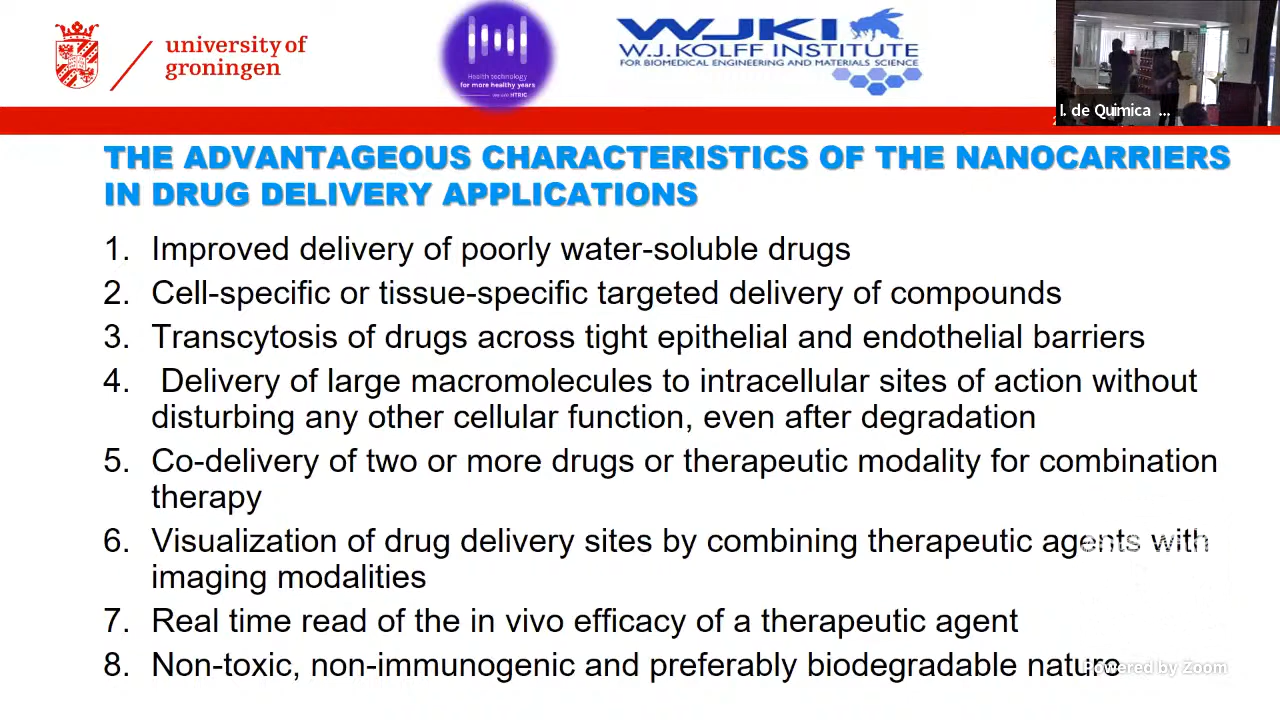 university of
groningen
Health technology
for more healthy years
WJKI
W.J.KOLFF INSTITUTE
FOR BIOMEDICAL ENGINEERING AND MATERIALS SCIENCE
I. de Quimica ...
THE ADVANTAGEOUS CHARACTERISTICS OF THE NANOCARRIERS
IN DRUG DELIVERY APPLICATIONS
1. Improved delivery of poorly water-soluble drugs
2. Cell-specific or tissue-specific targeted delivery of compounds
3. Transcytosis of drugs across tight epithelial and endothelial barriers
4. Delivery of large macromolecules to intracellular sites of action without
disturbing any other cellular function, even after degradation
5. Co-delivery of two or more drugs or therapeutic modality for combination
therapy
6. Visualization of drug delivery sites by combining therapeutic agents with
imaging modalities
7. Real time read of the in vivo efficacy of a therapeutic agent
8. Non-toxic, non-immunogenic and preferably biodegradable nature
Powered by Zoom